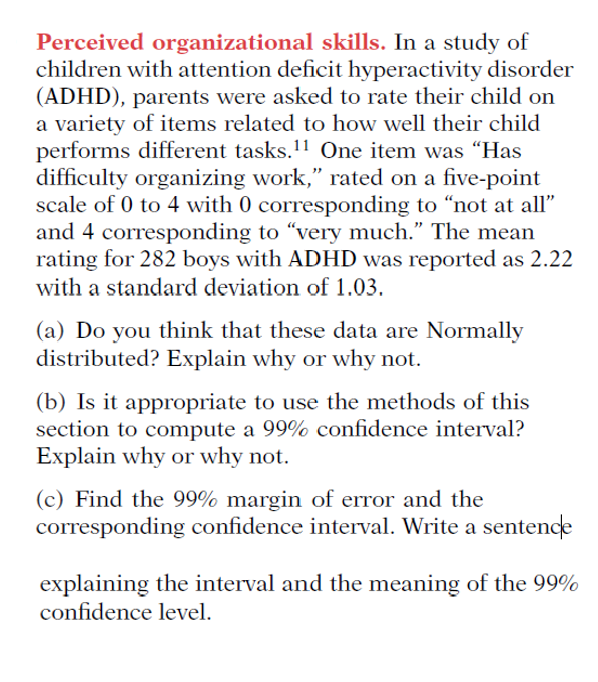 Perceived organizational skills. In a study of
children with attention deficit hyperactivity disorder
(ADHD), parents were asked to rate their child on
a variety of items related to how well their child
performs different tasks.¹¹ One item was “Has
difficulty organizing work,” rated on a five-point
scale of 0 to 4 with 0 corresponding to “not at all”
and 4 corresponding to “very much.” The mean
rating for 282 boys with ADHD was reported as 2.22
with a standard deviation of 1.03.
(a) Do you think that these data are Normally
distributed? Explain why or why not.
(b) Is it appropriate to use the methods of this
section to compute a 99% confidence interval?
Explain why or why not.
(c) Find the 99% margin of error and the
corresponding confidence interval. Write a sentence
explaining the interval and the meaning of the 99%
confidence level.